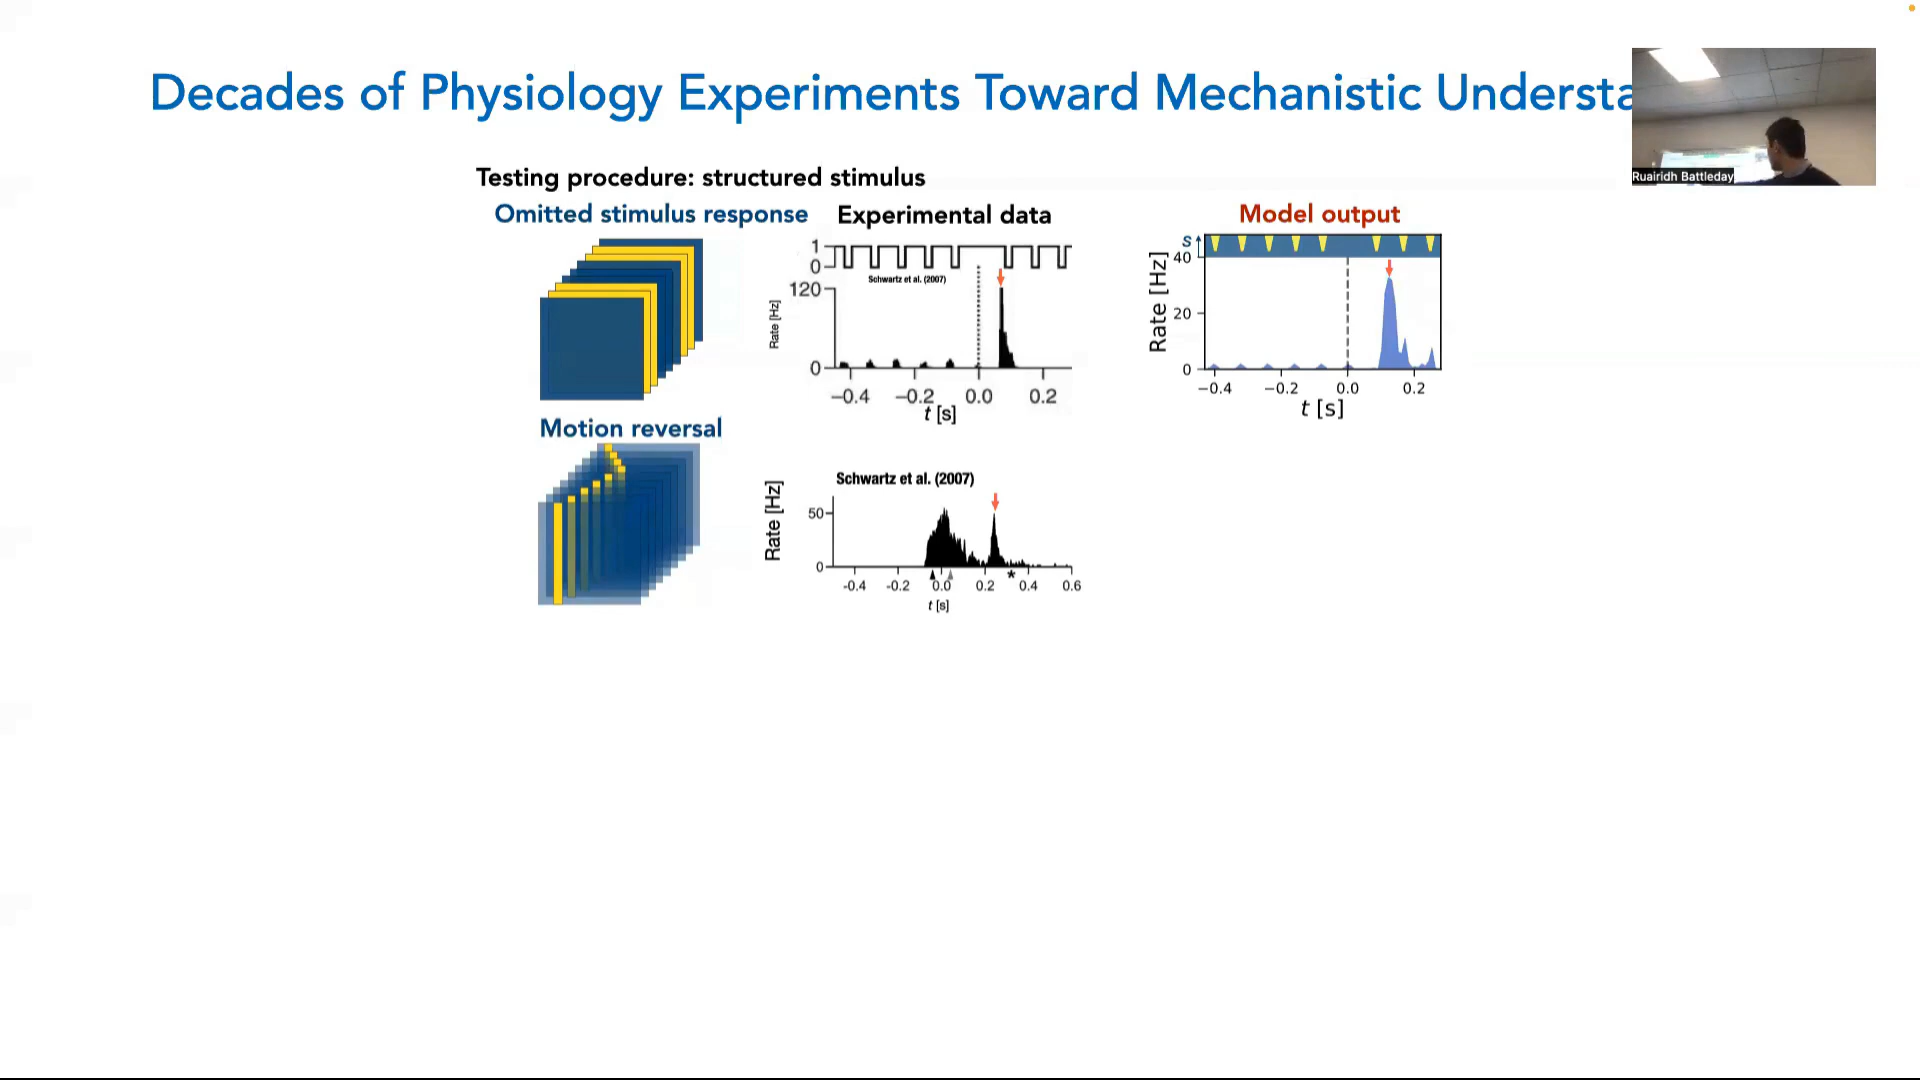 Decades of Physiology Experiments Toward Mechanistic Understa
Ruairidh Battleday
Testing procedure: structured stimulus
Omitted stimulus response
Experimental data
Model output
1
0
Schwartz et al. (2007)
120
0
Rate [Hz]
−0.4 −0.2 0.0 0.2
t [s]
S
40
20
0
Rate [Hz]
−0.4 −0.2 0.0 0.2
t [s]
Motion reversal
Schwartz et al. (2007)
Rate [Hz]
50
0
*
-0.4 -0.2 0.0 0.2 0.4 0.6
t [s]